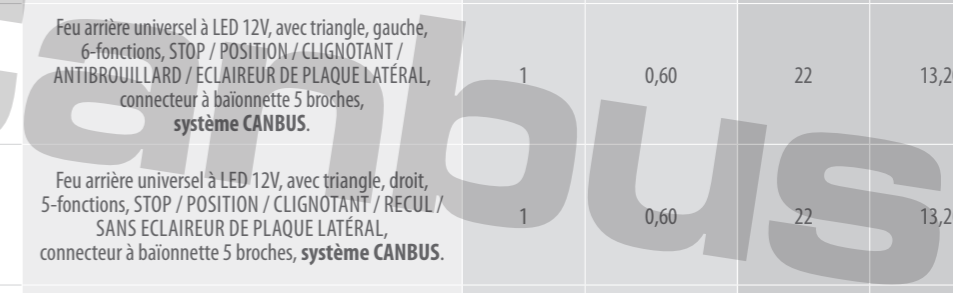 Feu arrière universel à LED 12V, avec triangle, gauche,
6-fonctions, STOP / POSITION / CLIGNOTANT /
ANTIBROUILLARD / ECLAIREUR DE PLAQUE LATÉRAL,
connecteur à baïonnette 5 broches,
système CANBUS.
1 0,60 22 13,20
Feu arrière universel à LED 12V, avec triangle, droit,
5-fonctions, STOP / POSITION / CLIGNOTANT / RECUL /
SANS ECLAIREUR DE PLAQUE LATÉRAL,
connecteur à baïonnette 5 broches, système CANBUS.
1 0,60 22 13,20
canbus